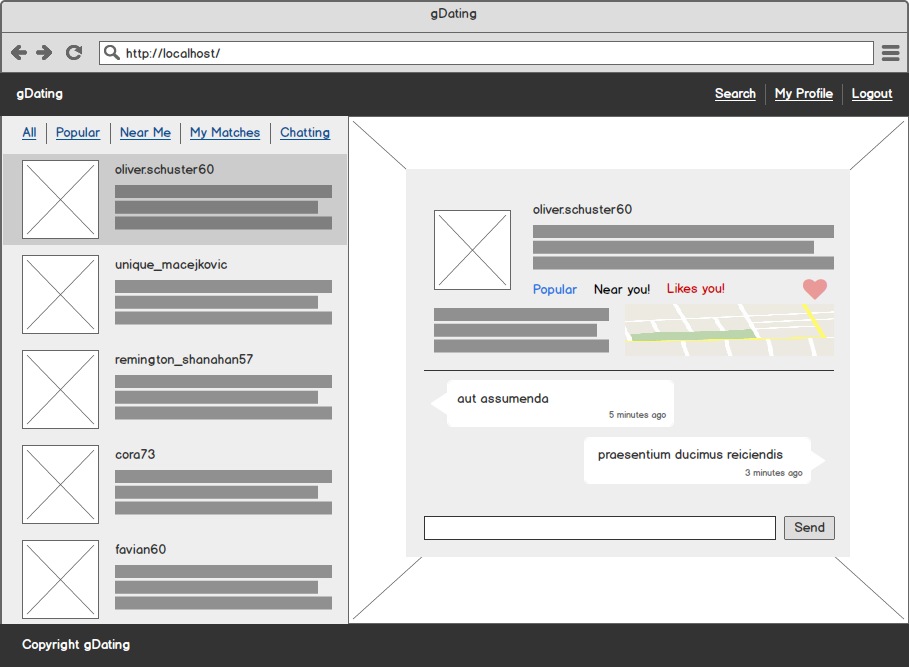 gDating
http://localhost/
gDating
Search My Profile Logout
All Popular Near Me My Matches Chatting
oliver.schuster60
unique_macejkovic
remington_shanahan57
cora73
favian60
oliver.schuster60
Popular Near you! Likes you!
aut assumenda
5 minutes ago
praesentium ducimus reiciendis
3 minutes ago
Send
Copyright gDating